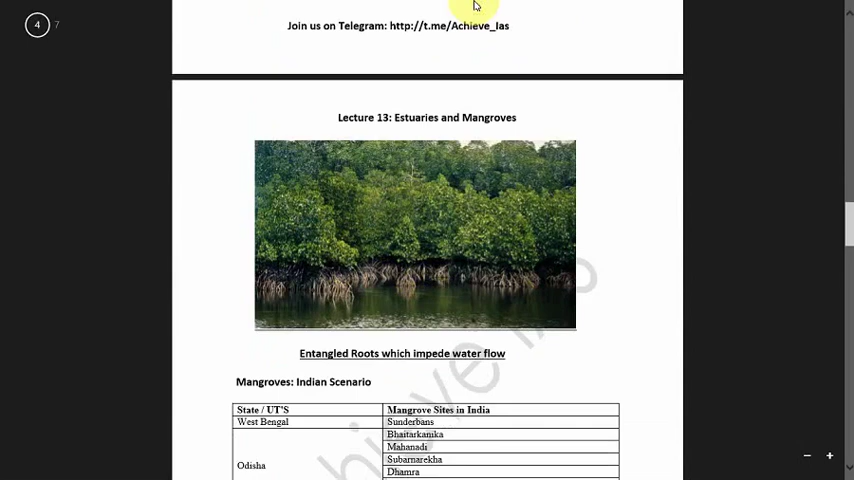 4 7
Join us on Telegram: http://t.me/Achieve_Ias
Lecture 13: Estuaries and Mangroves
Entangled Roots which impede water flow
Mangroves: Indian Scenario
State / UT'S Mangrove Sites in India
West Bengal Sunderbans
Bhaitarkanika
Mahanadi
Subarnarekha
Odisha
Dhamra